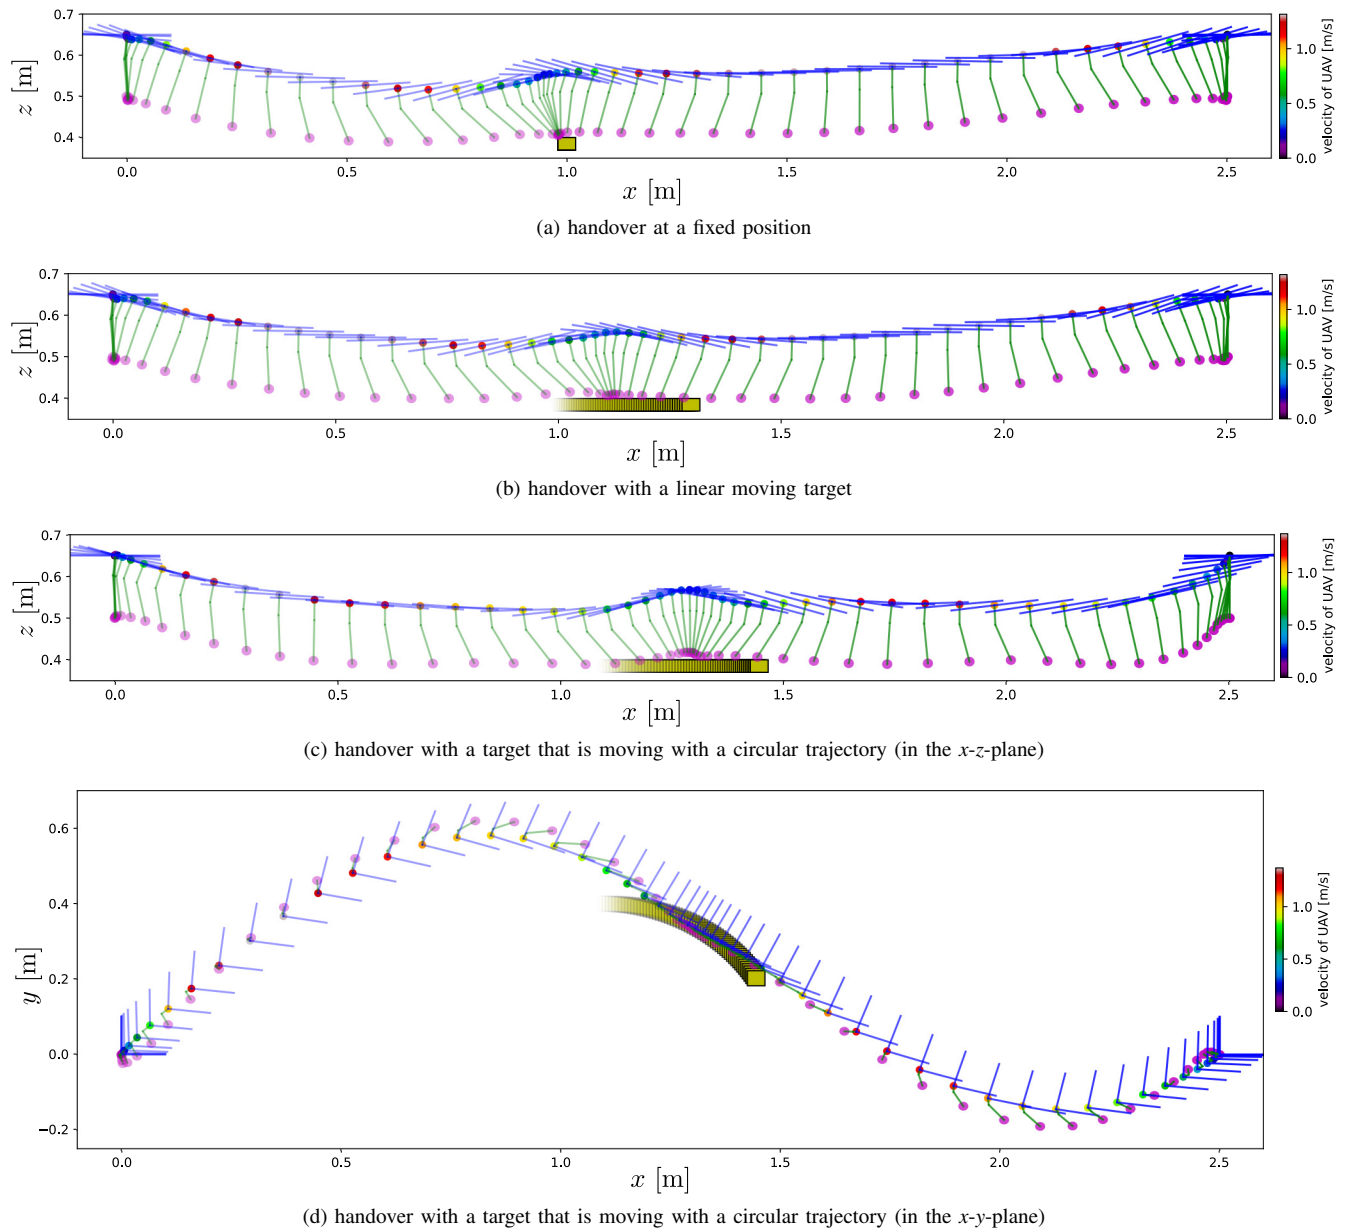 0.7
0.6
0.5
0.4
z [m]
0.0 0.5 1.0 1.5 2.0 2.5
x [m]
1.0
0.5
0.0
velocity of UAV [m/s]
(a) handover at a fixed position
0.7
0.6
0.5
0.4
z [m]
0.0 0.5 1.0 1.5 2.0 2.5
x [m]
1.0
0.5
0.0
velocity of UAV [m/s]
(b) handover with a linear moving target
0.7
0.6
0.5
0.4
z [m]
0.0 0.5 1.0 1.5 2.0 2.5
x [m]
1.0
0.5
0.0
velocity of UAV [m/s]
(c) handover with a target that is moving with a circular trajectory (in the x-z-plane)
0.6
0.4
0.2
0.0
−0.2
y [m]
0.0 0.5 1.0 1.5 2.0 2.5
x [m]
1.0
0.5
0.0
velocity of UAV [m/s]
(d) handover with a target that is moving with a circular trajectory (in the x-y-plane)